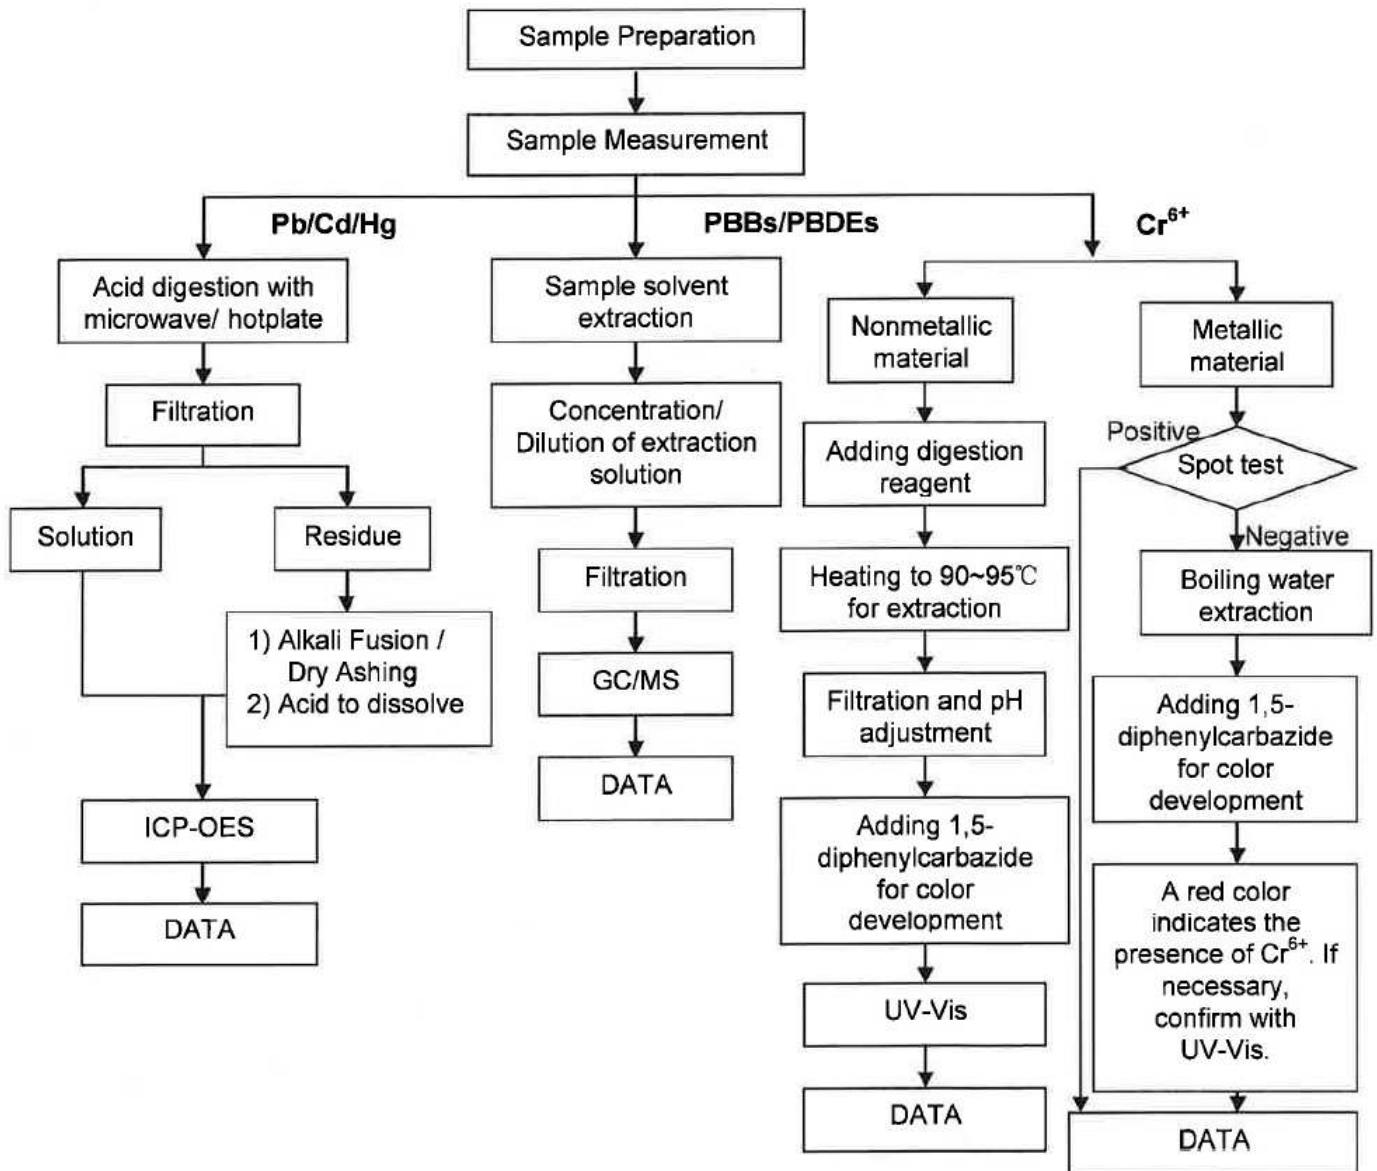 Sample Preparation
Sample Measurement
Pb/Cd/Hg
PBBs/PBDEs
Cr⁶⁺
Acid digestion with
microwave/ hotplate
Filtration
Solution
Residue
1) Alkali Fusion /
Dry Ashing
2) Acid to dissolve
ICP-OES
DATA
Sample solvent
extraction
Concentration/
Dilution of extraction
solution
Filtration
GC/MS
DATA
Nonmetallic
material
Adding digestion
reagent
Heating to 90~95℃
for extraction
Filtration and pH
adjustment
Adding 1,5-
diphenylcarbazide
for color
development
UV-Vis
DATA
Metallic
material
Positive
Spot test
Negative
Boiling water
extraction
Adding 1,5-
diphenylcarbazide
for color
development
A red color
indicates the
presence of Cr⁶⁺. If
necessary,
confirm with
UV-Vis.
DATA